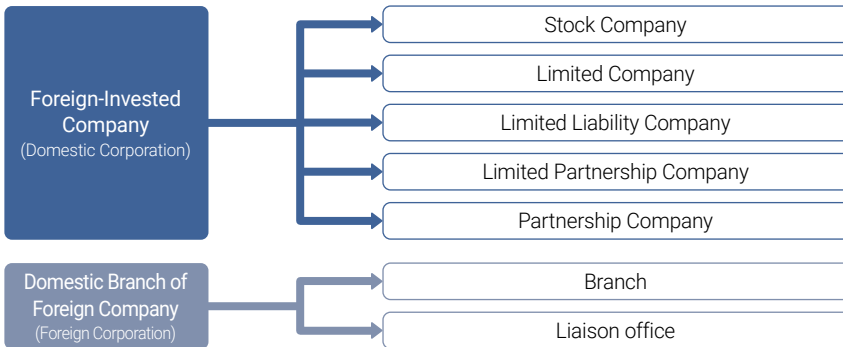 Foreign-Invested
Company
(Domestic Corporation)
Stock Company
Limited Company
Limited Liability Company
Limited Partnership Company
Partnership Company
Domestic Branch of
Foreign Company
(Foreign Corporation)
Branch
Liaison office